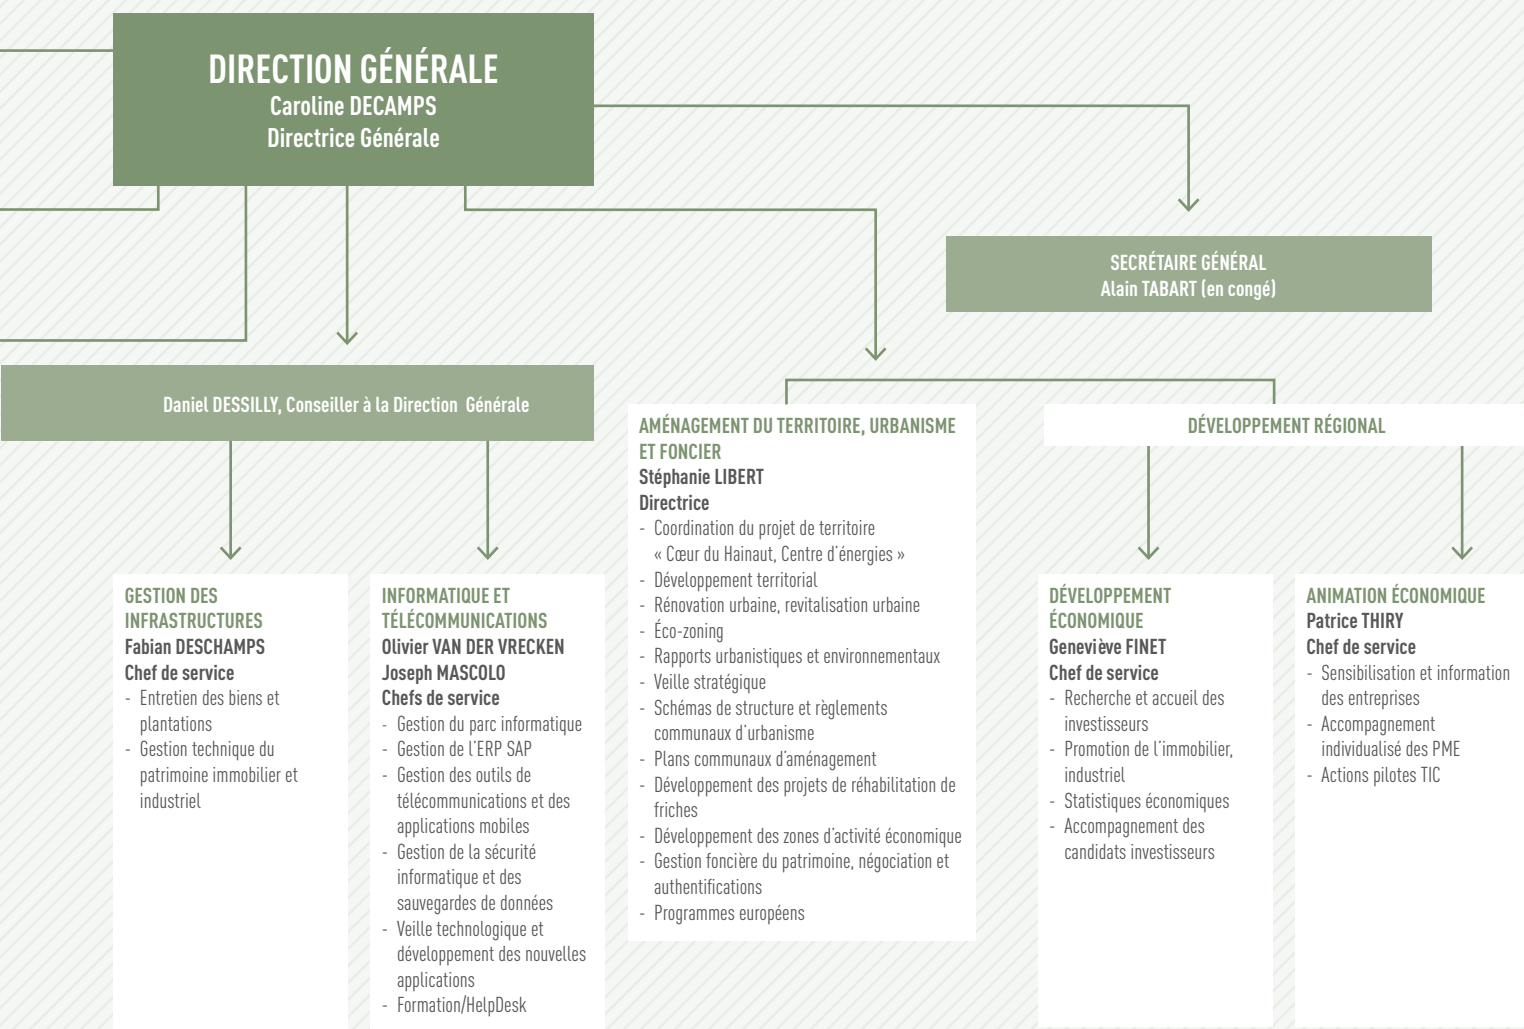 DIRECTION GÉNÉRALE
Caroline DECAMPS
Directrice Générale
SECRÉTAIRE GÉNÉRAL
Alain TABART (en congé)
Daniel DESSILLY, Conseiller à la Direction Générale
GESTION DES
INFRASTRUCTURES
Fabian DESCHAMPS
Chef de service
- Entretien des biens et
plantations
- Gestion technique du
patrimoine immobilier et
industriel
INFORMATIQUE ET
TÉLÉCOMMUNICATIONS
Olivier VAN DER VRECKEN
Joseph MASCOLO
Chefs de service
- Gestion du parc informatique
- Gestion de l'ERP SAP
- Gestion des outils de
télécommunications et des
applications mobiles
- Gestion de la sécurité
informatique et des
sauvegardes de données
- Veille technologique et
développement des nouvelles
applications
- Formation/HelpDesk
AMÉNAGEMENT DU TERRITOIRE, URBANISME
ET FONCIER
Stéphanie LIBERT
Directrice
- Coordination du projet de territoire
« Cœur du Hainaut, Centre d'énergies »
- Développement territorial
- Rénovation urbaine, revitalisation urbaine
- Éco-zoning
- Rapports urbanistiques et environnementaux
- Veille stratégique
- Schémas de structure et règlements
communaux d'urbanisme
- Plans communaux d'aménagement
- Développement des projets de réhabilitation de
friches
- Développement des zones d'activité économique
- Gestion foncière du patrimoine, négociation et
authentifications
- Programmes européens
DÉVELOPPEMENT RÉGIONAL
DÉVELOPPEMENT
ÉCONOMIQUE
Geneviève FINET
Chef de service
- Recherche et accueil des
investisseurs
- Promotion de l'immobilier,
industriel
- Statistiques économiques
- Accompagnement des
candidats investisseurs
ANIMATION ÉCONOMIQUE
Patrice THIRY
Chef de service
- Sensibilisation et information
des entreprises
- Accompagnement
individualisé des PME
- Actions pilotes TIC